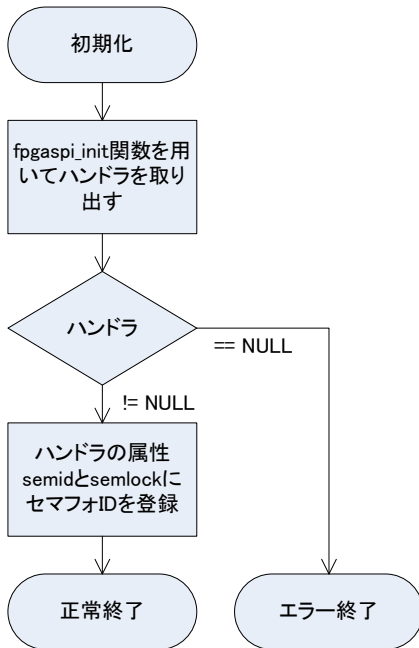 初期化
fpgaspi_init関数を用
いてハンドラを取り
出す
ハンドラ
== NULL
!= NULL
ハンドラの属性
semidとsemlockに
セマフォIDを登録
正常終了
エラー終了